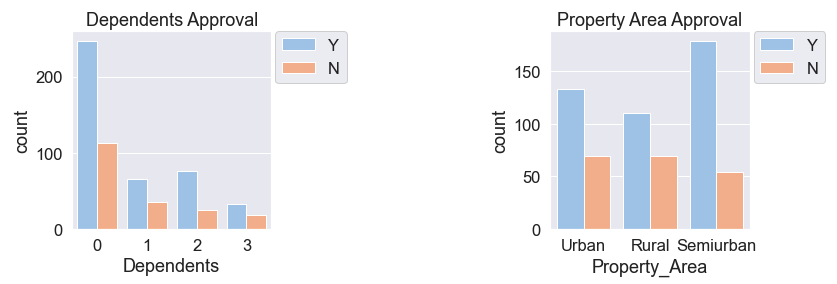 Dependents Approval
Y
N
200
100
0
count
0 1 2 3
Dependents
Property Area Approval
Y
N
150
100
50
0
count
Urban Rural Semiurban
Property_Area